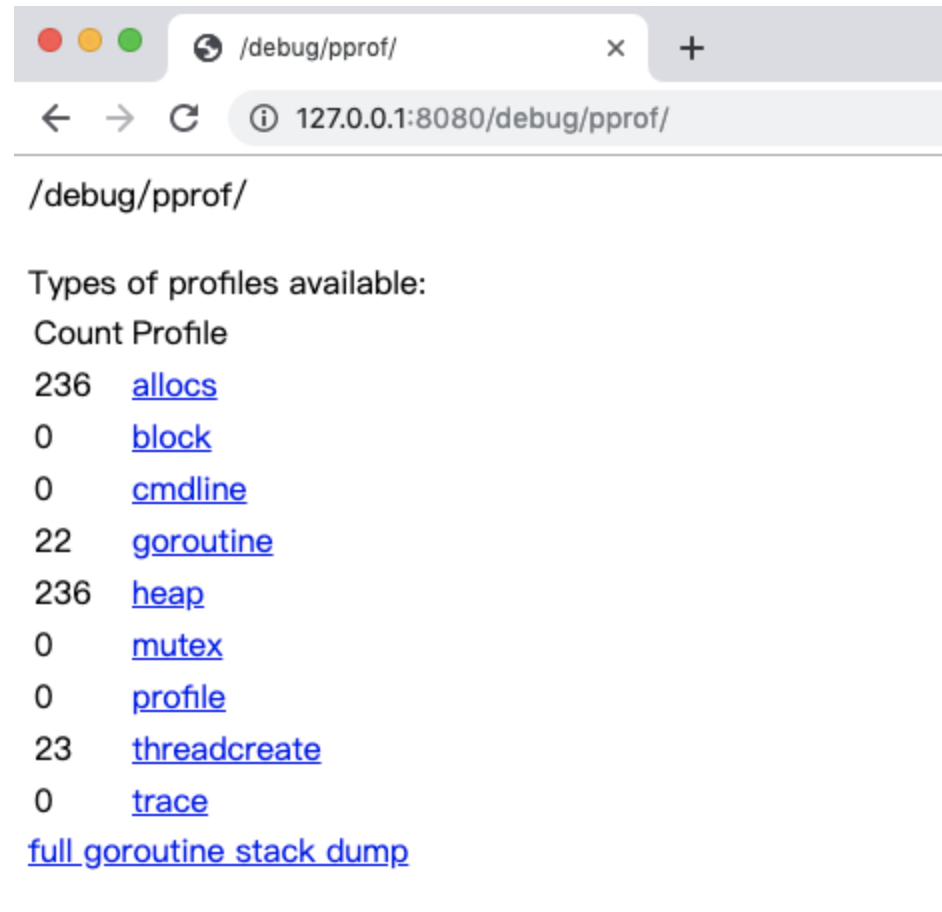 /debug/pprof/
127.0.0.1:8080/debug/pprof/
/debug/pprof/
Types of profiles available:
Count Profile
236 allocs
0 block
0 cmdline
22 goroutine
236 heap
0 mutex
0 profile
23 threadcreate
0 trace
full goroutine stack dump